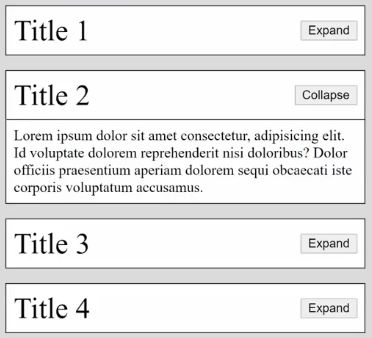 Title 1 Expand
Title 2 Collapse
Lorem ipsum dolor sit amet consectetur, adipisicing elit.
Id voluptate dolorem reprehenderit nisi doloribus? Dolor
officiis praesentium aperiam dolorem sequi obcaecati iste
corporis voluptatum accusamus.
Title 3 Expand
Title 4 Expand